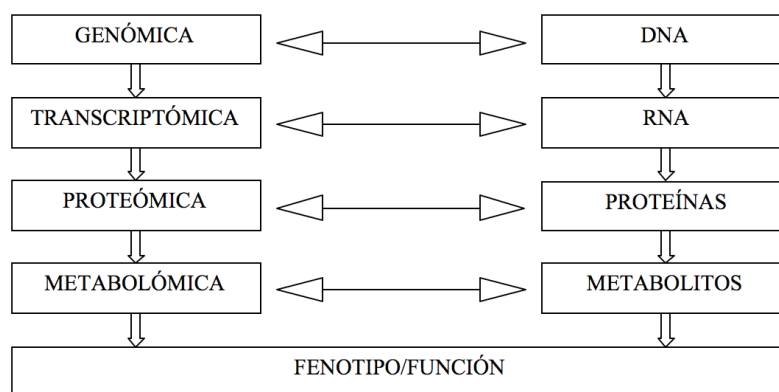 GENÓMICA
DNA
TRANSCRIPTÓMICA
RNA
PROTEÓMICA
PROTEÍNAS
METABOLÓMICA
METABOLITOS
FENOTIPO/FUNCIÓN